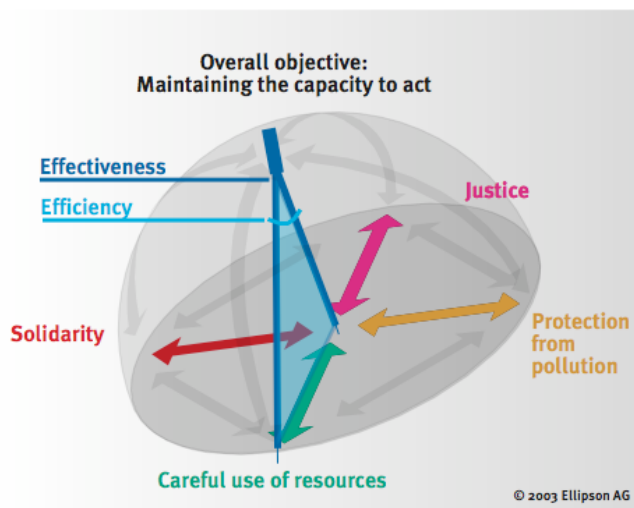 Overall objective:
Maintaining the capacity to act
Effectiveness
Efficiency
Justice
Solidarity
Protection
from
pollution
Careful use of resources
© 2003 Ellipson AG